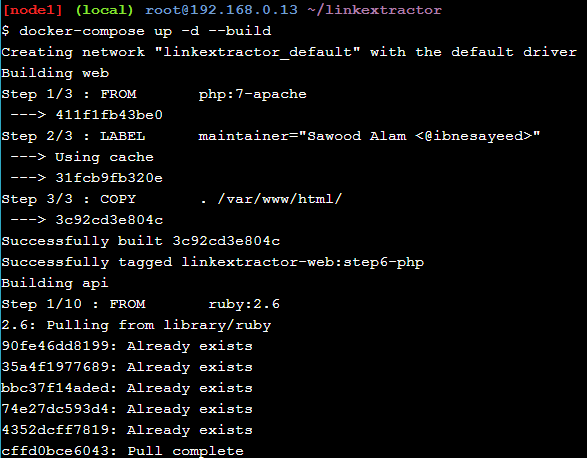 [node1] (local) root@192.168.0.13 ~/linkextractor
$ docker-compose up -d --build
Creating network "linkextractor_default" with the default driver
Building web
Step 1/3 : FROM       php:7-apache
 ---> 411f1fb43be0
Step 2/3 : LABEL      maintainer="Sawood Alam <@ibnesayeed>"
 ---> Using cache
 ---> 31fcb9fb320e
Step 3/3 : COPY       . /var/www/html/
 ---> 3c92cd3e804c
Successfully built 3c92cd3e804c
Successfully tagged linkextractor-web:step6-php
Building api
Step 1/10 : FROM       ruby:2.6
2.6: Pulling from library/ruby
90fe46dd8199: Already exists
35a4f1977689: Already exists
bbc37f14aded: Already exists
74e27dc593d4: Already exists
4352dcff7819: Already exists
cffd0bce6043: Pull complete